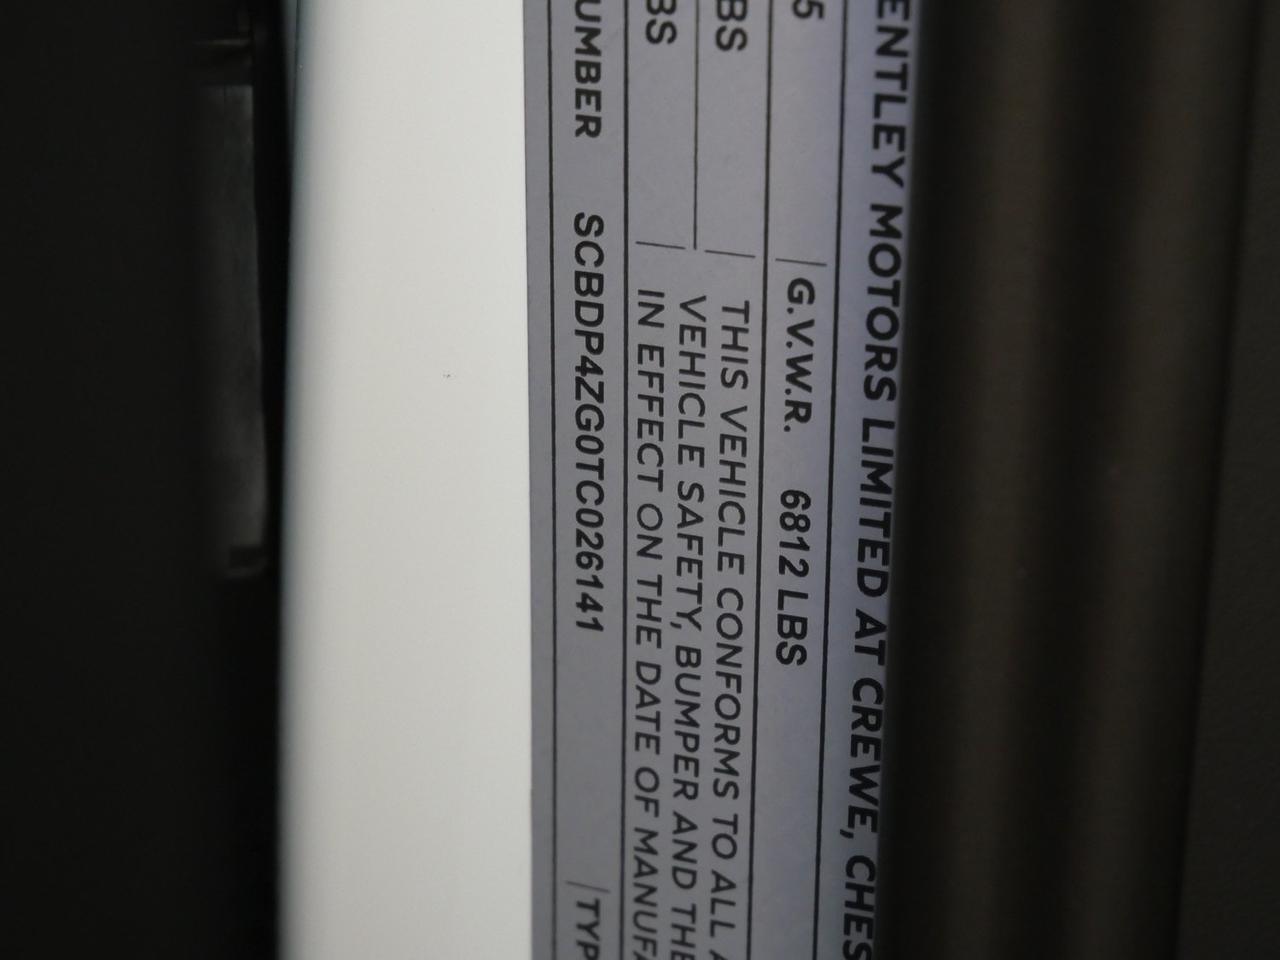 ENTLEY MOTORS LIMITED AT CREWE, CHES
5 G.V.W.R. 6812 LBS
BS THIS VEHICLE CONFORMS TO ALL A
VEHICLE SAFETY, BUMPER AND THE
BS IN EFFECT ON THE DATE OF MANUFA
UMBER SCBDP4ZG0TC026141 TYP